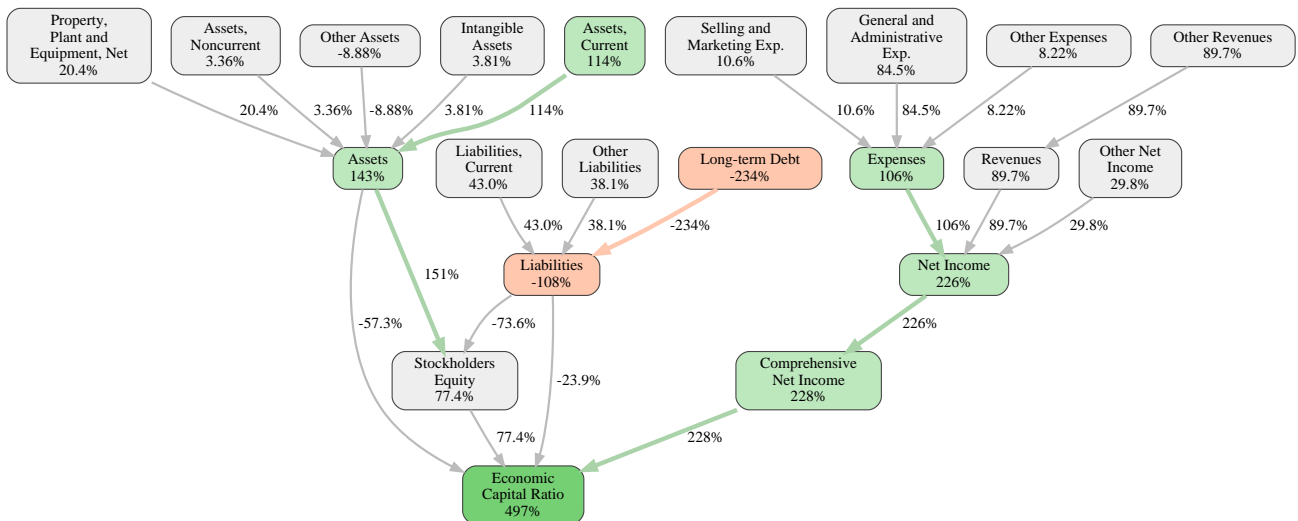 Property,
Plant and
Equipment, Net
20.4%
Assets,
Noncurrent
3.36%
Other Assets
-8.88%
Intangible
Assets
3.81%
Assets,
Current
114%
Selling and
Marketing Exp.
10.6%
General and
Administrative
Exp.
84.5%
Other Expenses
8.22%
Other Revenues
89.7%
20.4%
3.36%
-8.88%
3.81%
114%
10.6%
84.5%
8.22%
89.7%
Assets
143%
Liabilities,
Current
43.0%
Other
Liabilities
38.1%
Long-term Debt
-234%
Expenses
106%
Revenues
89.7%
Other Net
Income
29.8%
43.0%
38.1%
-234%
106%
89.7%
29.8%
151%
Liabilities
-108%
Net Income
226%
-57.3%
-73.6%
226%
Stockholders
Equity
77.4%
-23.9%
Comprehensive
Net Income
228%
77.4%
228%
Economic
Capital Ratio
497%